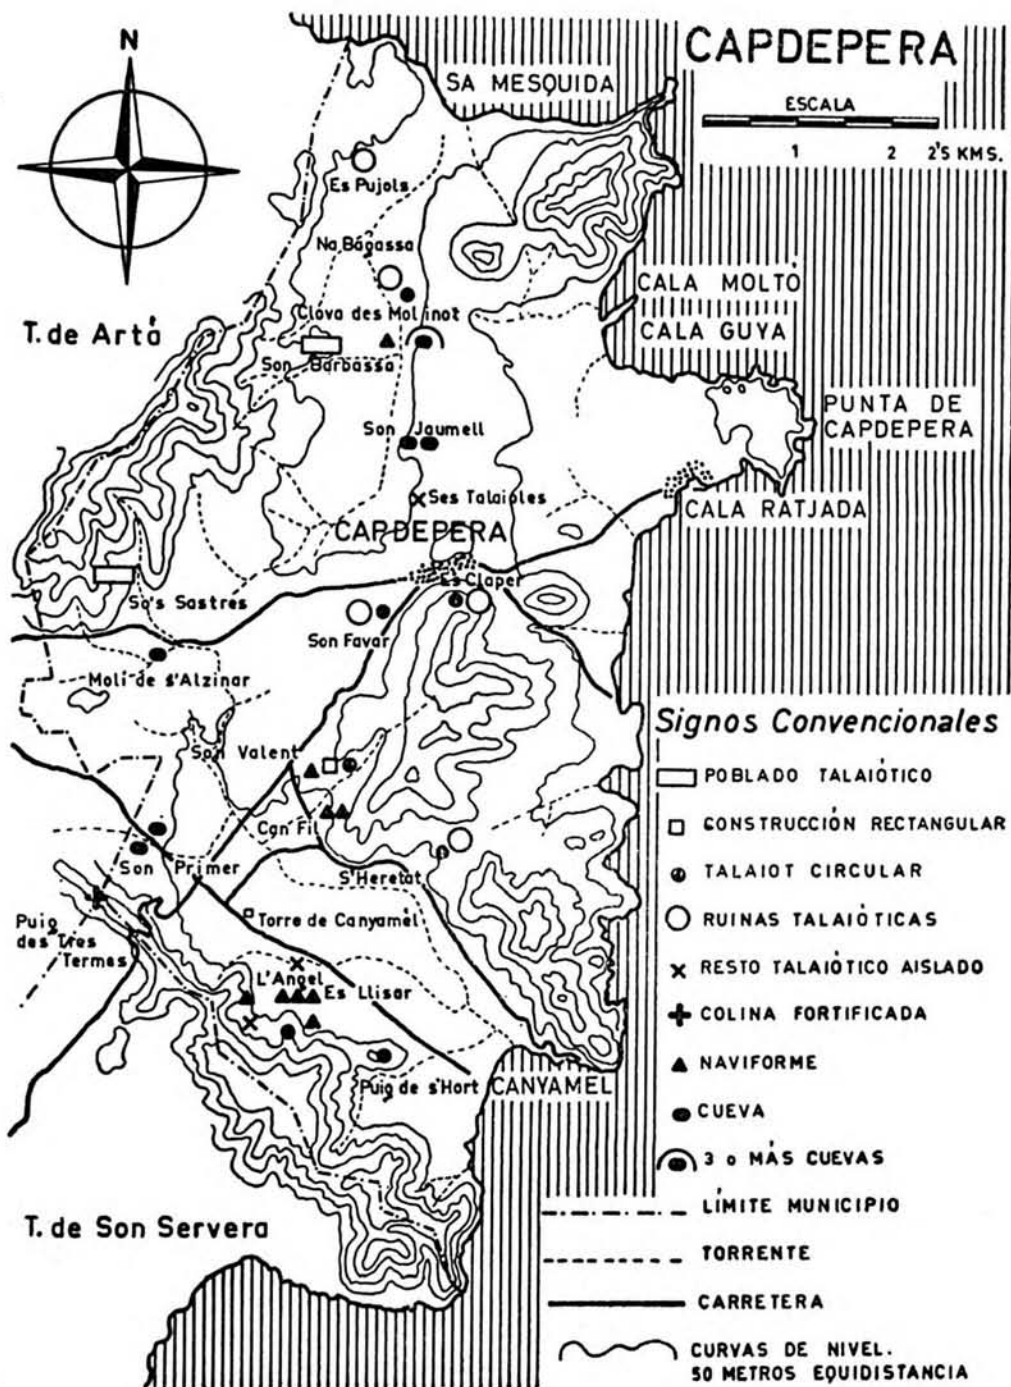 N
CAPDEPERA
SA MESQUIDA
ESCALA
1 2 2'5 KMS.
Es Pujols
Na Bágassa
CALA MOLTÓ
Clova des Molinot
T. de Artá
CALA GUYA
Son Barbassa
PUNTA DE
CAPDEPERA
Son Jaumell
Ses Talaioles
CALA RATJADA
CAPDEPERA
Es Claper
So's Sastres
Son Favar
Molí de s'Alzinar
Son Valent
Can Fil
Son Primer
S'Heretat
Torre de Canyamel
Puig
des Tres
Termes
L'Angel
Es Llisar
Puig de s'Hort
CANYAMEL
T. de Son Servera
Signos Convencionales
POBLADO TALAIÓTICO
CONSTRUCCIÓN RECTANGULAR
TALAIOT CIRCULAR
RUINAS TALAIÓTICAS
RESTO TALAIÓTICO AISLADO
COLINA FORTIFICADA
NAVIFORME
CUEVA
3 o MÁS CUEVAS
LÍMITE MUNICIPIO
TORRENTE
CARRETERA
CURVAS DE NIVEL.
50 METROS EQUIDISTANCIA